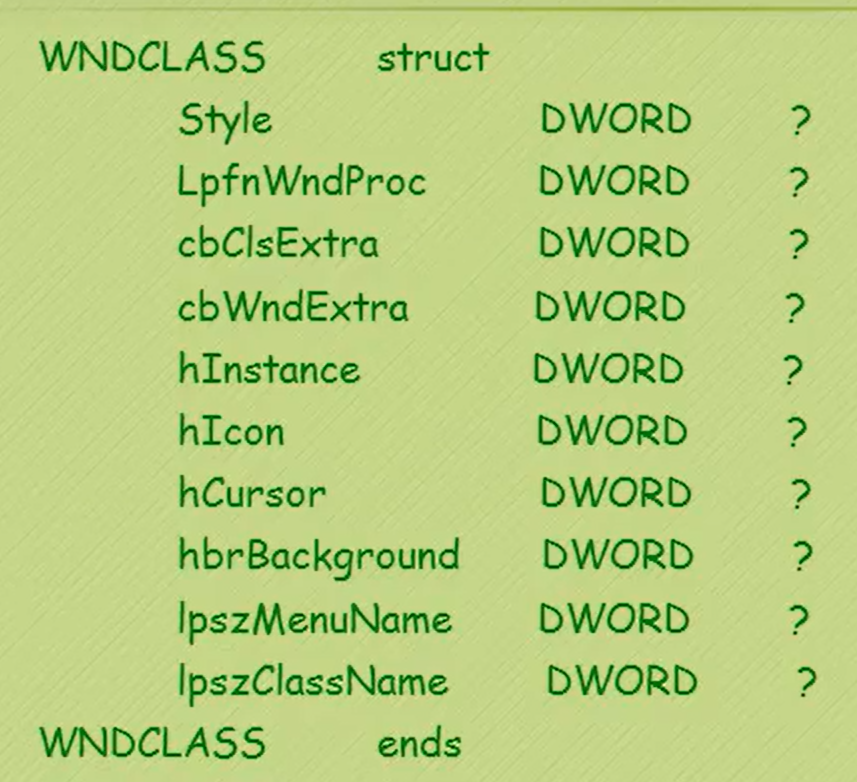 WNDCLASS struct
Style DWORD ?
LpfnWndProc DWORD ?
cbClsExtra DWORD ?
cbWndExtra DWORD ?
hInstance DWORD ?
hIcon DWORD ?
hCursor DWORD ?
hbrBackground DWORD ?
lpszMenuName DWORD ?
lpszClassName DWORD ?
WNDCLASS ends